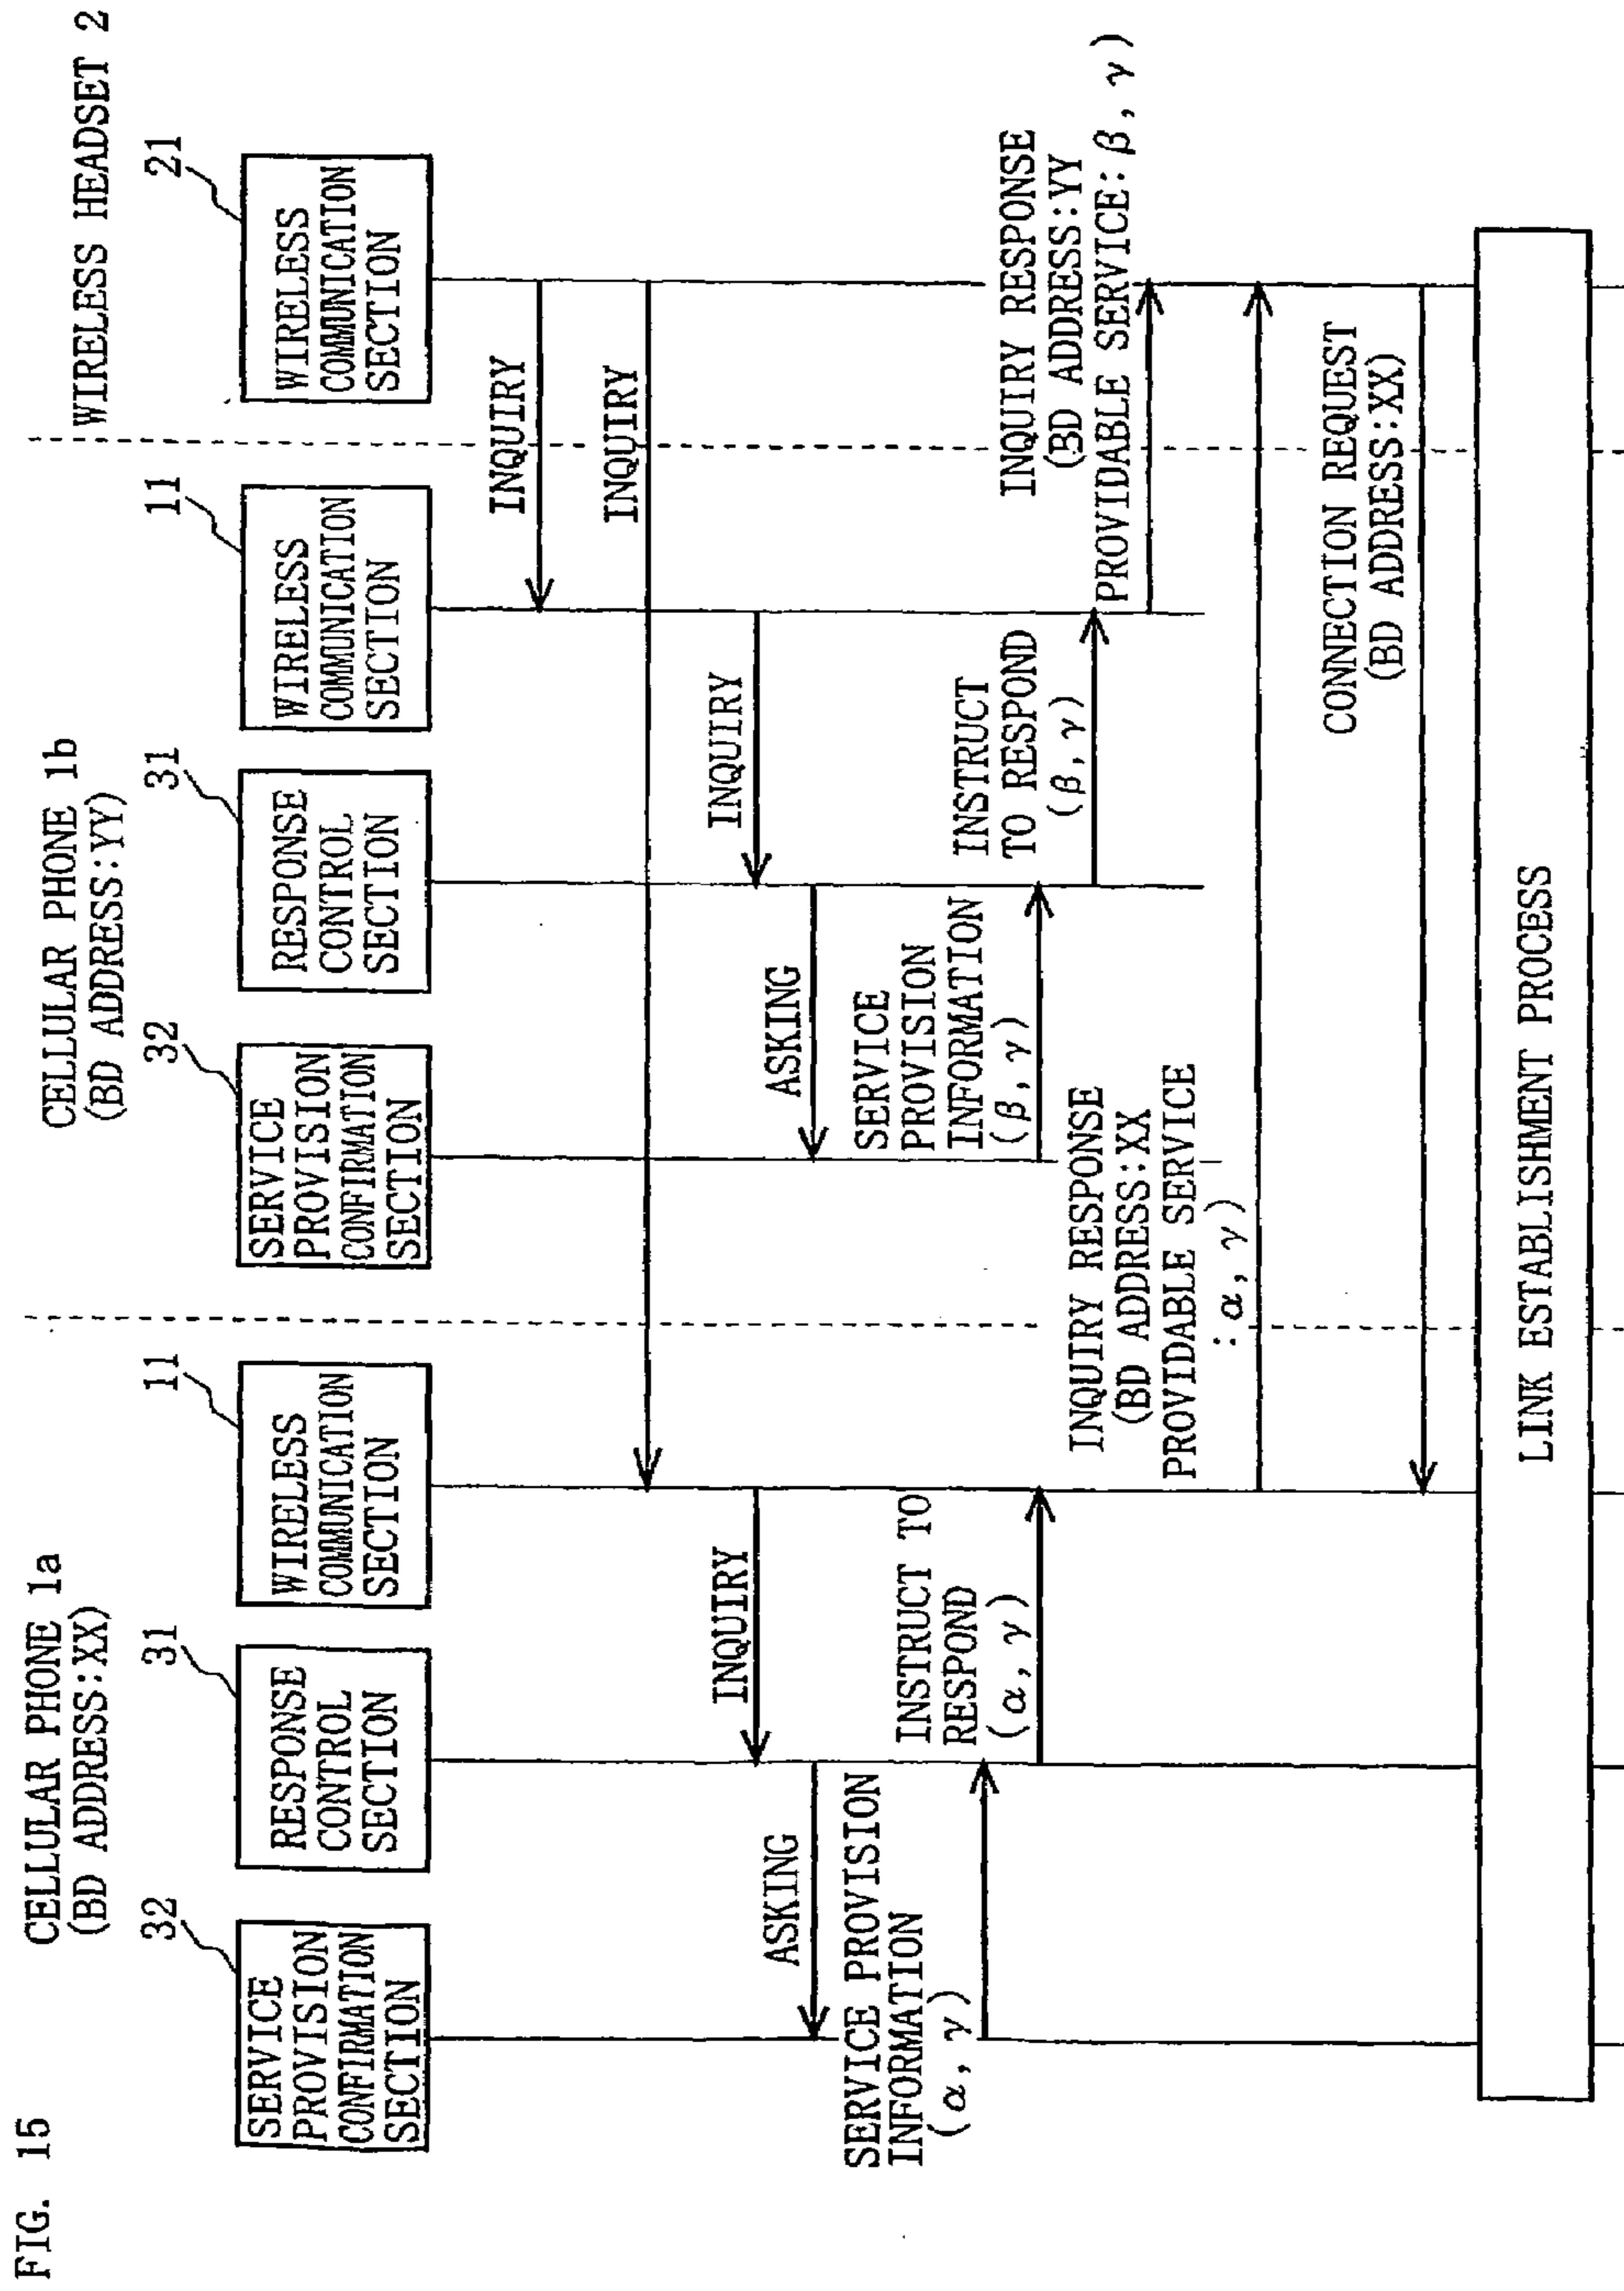 FIG. 15
CELLULAR PHONE 1a
(BD ADDRESS:XX)
CELLULAR PHONE 1b
(BD ADDRESS:YY)
WIRELESS HEADSET 2
32
31
11
32
31
11
21
SERVICE
PROVISION
CONFIRMATION
SECTION
RESPONSE
CONTROL
SECTION
WIRELESS
COMMUNICATION
SECTION
SERVICE
PROVISION
CONFIRMATION
SECTION
RESPONSE
CONTROL
SECTION
WIRELESS
COMMUNICATION
SECTION
WIRELESS
COMMUNICATION
SECTION
INQUIRY
INQUIRY
INQUIRY
INQUIRY
ASKING
ASKING
SERVICE PROVISION
INFORMATION
(α, γ)
SERVICE
PROVISION
INFORMATION
(β, γ)
INSTRUCT TO
RESPOND
(α, γ)
INSTRUCT
TO RESPOND
(β, γ)
INQUIRY RESPONSE
(BD ADDRESS:YY
PROVIDABLE SERVICE:β, γ)
INQUIRY RESPONSE
(BD ADDRESS:XX
PROVIDABLE SERVICE
:α, γ)
CONNECTION REQUEST
(BD ADDRESS:XX)
LINK ESTABLISHMENT PROCESS